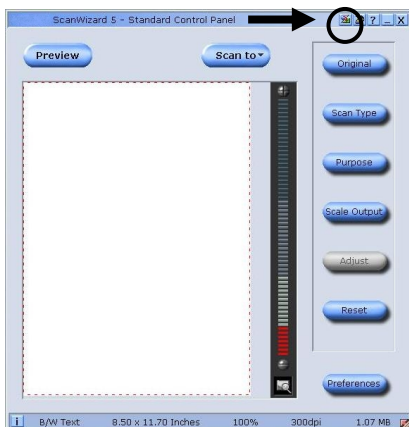 ScanWizard 5 - Standard Control Panel ? _ X
Preview
Scan to
Original
Scan Type
Purpose
Scale Output
Adjust
Reset
Preferences
i B/W Text 8.50 x 11.70 Inches 100% 300dpi 1.07 MB